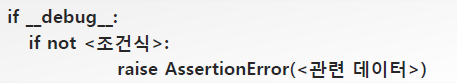 if __debug__:
if not <조건식>:
raise AssertionError(<관련 데이터>)